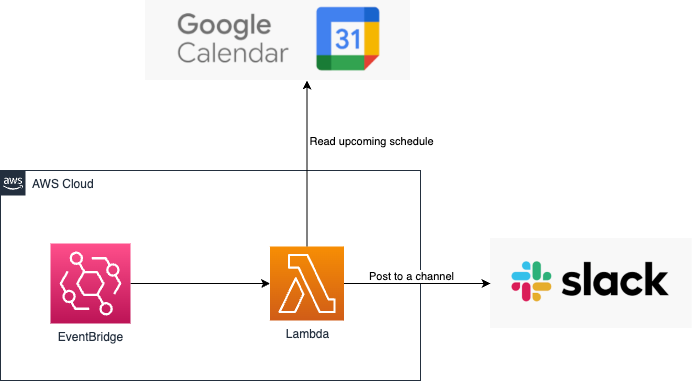 Google
Calendar
31
Read upcoming schedule
aws
AWS Cloud
Post to a channel
slack
EventBridge
Lambda